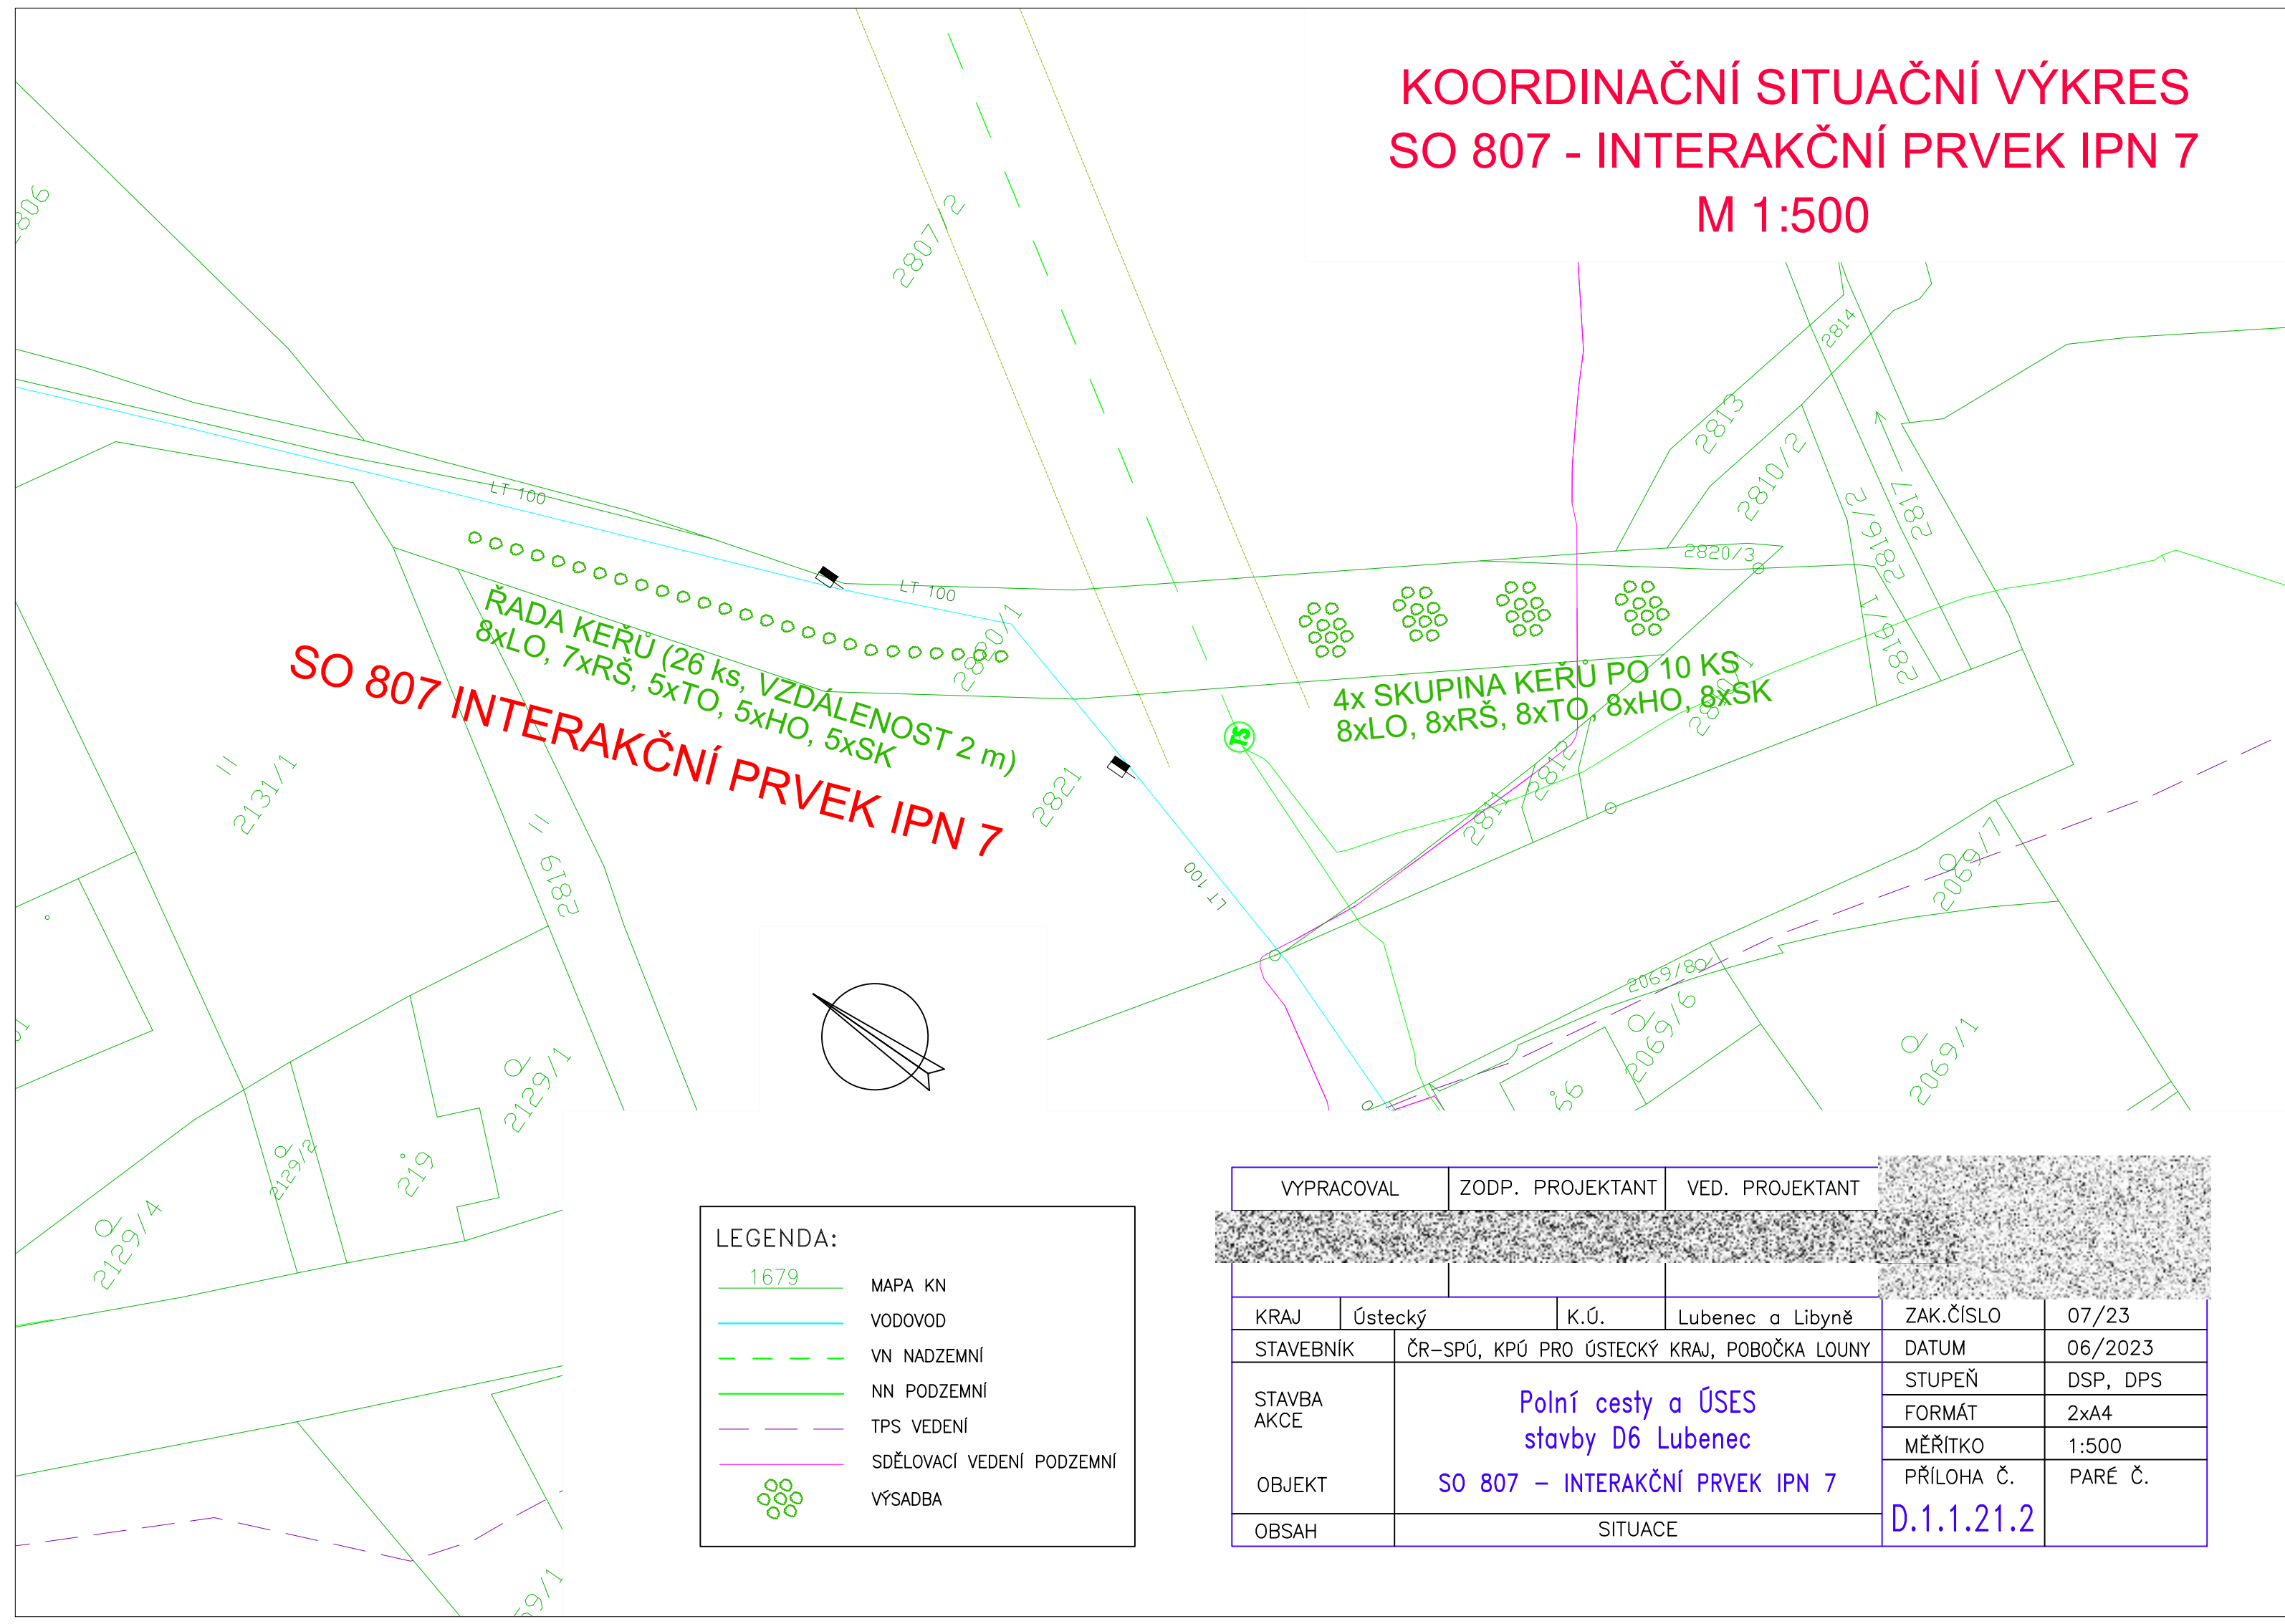 KOORDINAČNÍ SITUAČNÍ VÝKRES
SO 807 - INTERAKČNÍ PRVEK IPN 7
M 1:500
2807/2
2814
2813
2810/2
2817
2816/2
2816/1
2820/3
LT 100
LT 100
2820/1
ŘADA KEŘŮ (26 ks, VZDÁLENOST 2 m)
8xLO, 7xRŠ, 5xTO, 5xHO, 5xSK
SO 807 INTERAKČNÍ PRVEK IPN 7
4x SKUPINA KEŘŮ PO 10 KS
8xLO, 8xRŠ, 8xTO, 8xHO, 8xSK
TS
2821
2812
2811
LT 100
2131/1
2819
2069/7
2069/8
2069/6
2069/1
2129/1
2129/2
219
2129/4
LEGENDA:
1679
MAPA KN
VODOVOD
VN NADZEMNÍ
NN PODZEMNÍ
TPS VEDENÍ
SDĚLOVACÍ VEDENÍ PODZEMNÍ
VÝSADBA
VYPRACOVAL ZODP. PROJEKTANT VED. PROJEKTANT
KRAJ Ústecký K.Ú. Lubenec a Libyně ZAK.ČÍSLO 07/23
STAVEBNÍK ČR-SPÚ, KPÚ PRO ÚSTECKÝ KRAJ, POBOČKA LOUNY DATUM 06/2023
STUPEŇ DSP, DPS
STAVBA
AKCE
Polní cesty a ÚSES
stavby D6 Lubenec
FORMÁT 2xA4
MĚŘÍTKO 1:500
OBJEKT SO 807 - INTERAKČNÍ PRVEK IPN 7
PŘÍLOHA Č. PARÉ Č.
D.1.1.21.2
OBSAH SITUACE